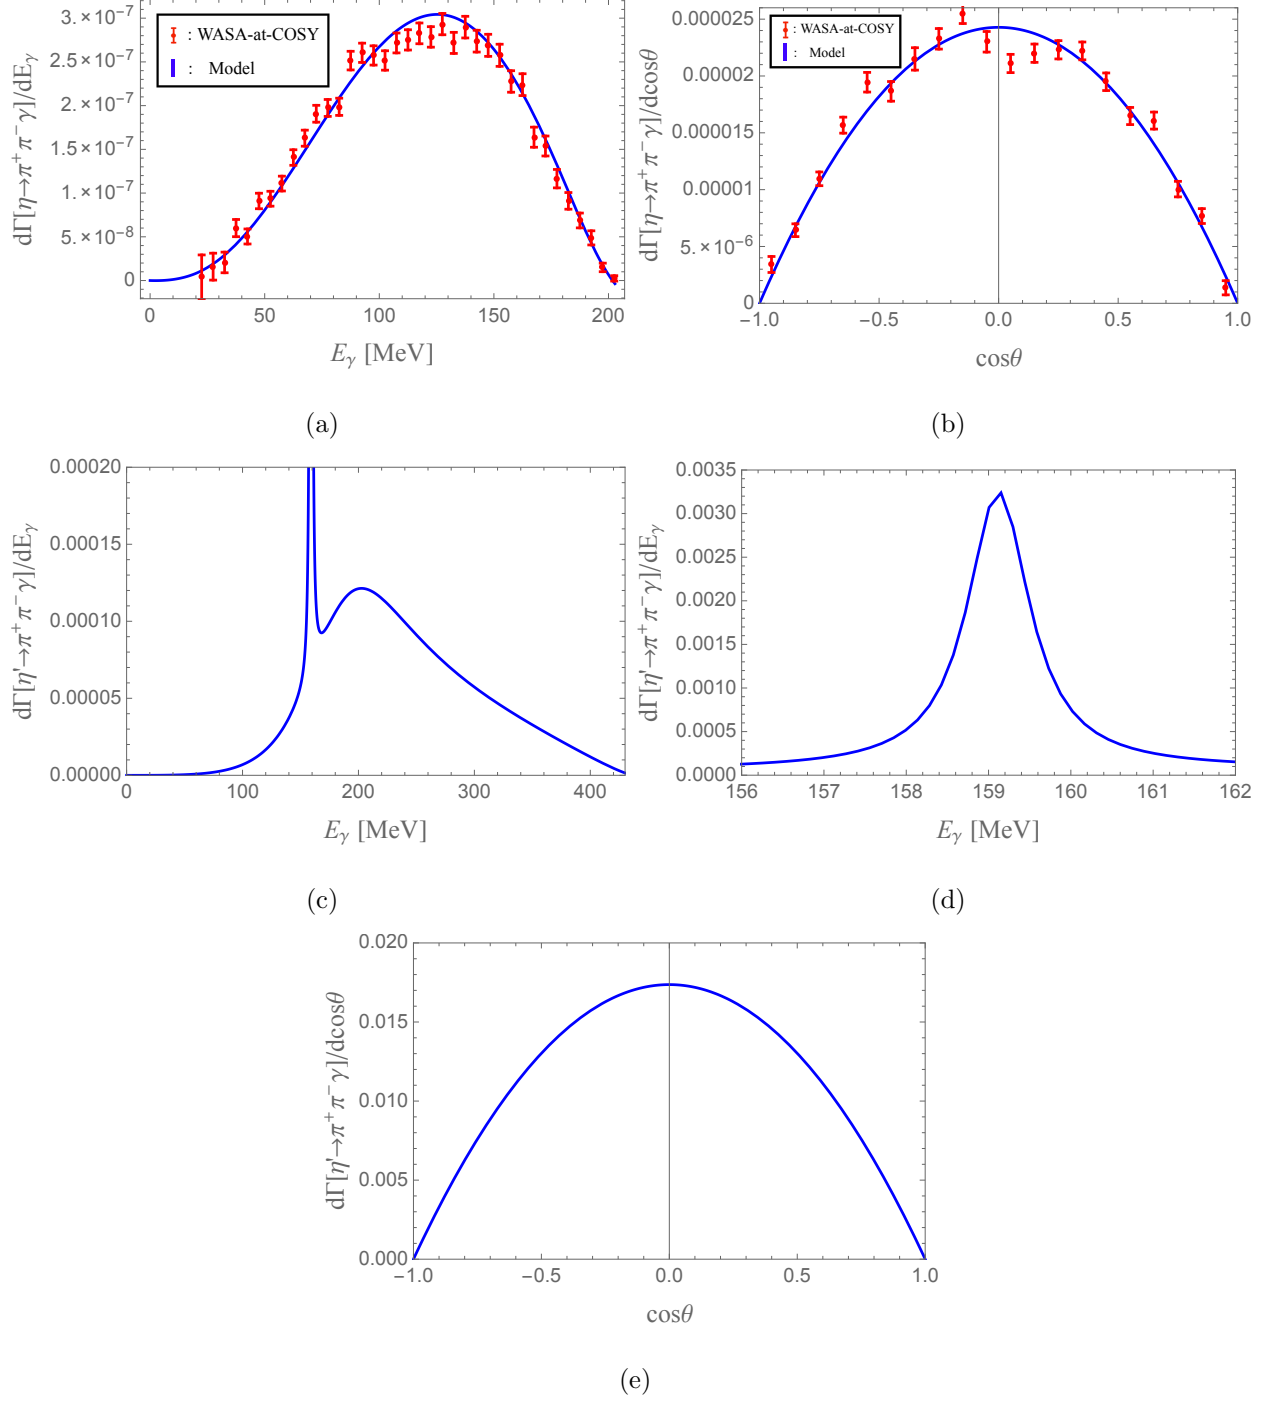 3.×10⁻⁷
2.5×10⁻⁷
2.×10⁻⁷
1.5×10⁻⁷
1.×10⁻⁷
5.×10⁻⁸
0
dΓ[η→π⁺π⁻γ]/dE_γ
: WASA-at-COSY
: Model
0 50 100 150 200
E_γ [MeV]
(a)
0.000025
0.00002
0.000015
0.00001
5.×10⁻⁶
0
dΓ[η→π⁺π⁻γ]/dcosθ
: WASA-at-COSY
: Model
−1.0 −0.5 0.0 0.5 1.0
cosθ
(b)
0.00020
0.00015
0.00010
0.00005
0.00000
dΓ[η'→π⁺π⁻γ]/dE_γ
0 100 200 300 400
E_γ [MeV]
(c)
0.0035
0.0030
0.0025
0.0020
0.0015
0.0010
0.0005
0.0000
dΓ[η'→π⁺π⁻γ]/dE_γ
156 157 158 159 160 161 162
E_γ [MeV]
(d)
0.020
0.015
0.010
0.005
0.000
dΓ[η'→π⁺π⁻γ]/dcosθ
−1.0 −0.5 0.0 0.5 1.0
cosθ
(e)